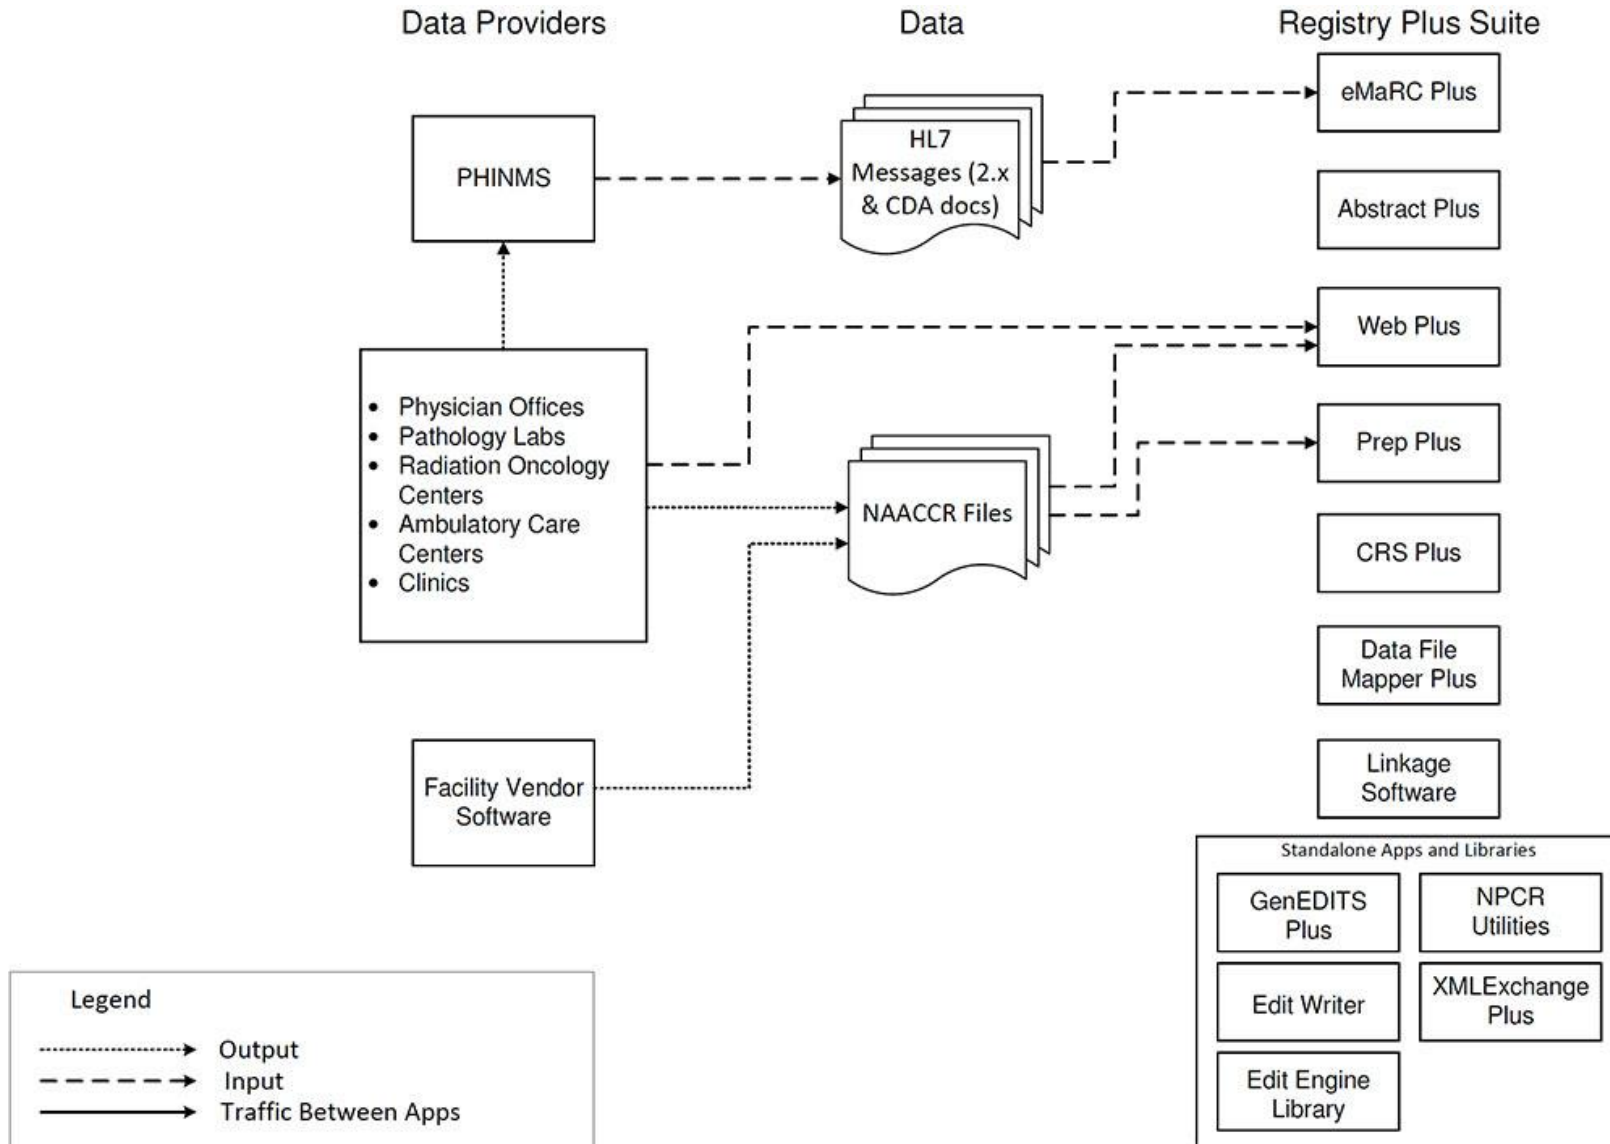 Data Providers
Data
Registry Plus Suite
PHINMS
HL7
Messages (2.x
& CDA docs)
eMaRC Plus
Abstract Plus
Web Plus
• Physician Offices
• Pathology Labs
• Radiation Oncology
Centers
• Ambulatory Care
Centers
• Clinics
NAACCR Files
Prep Plus
CRS Plus
Data File
Mapper Plus
Facility Vendor
Software
Linkage
Software
Standalone Apps and Libraries
GenEDITS
Plus
NPCR
Utilities
Edit Writer
XMLExchange
Plus
Edit Engine
Library
Legend
Output
Input
Traffic Between Apps